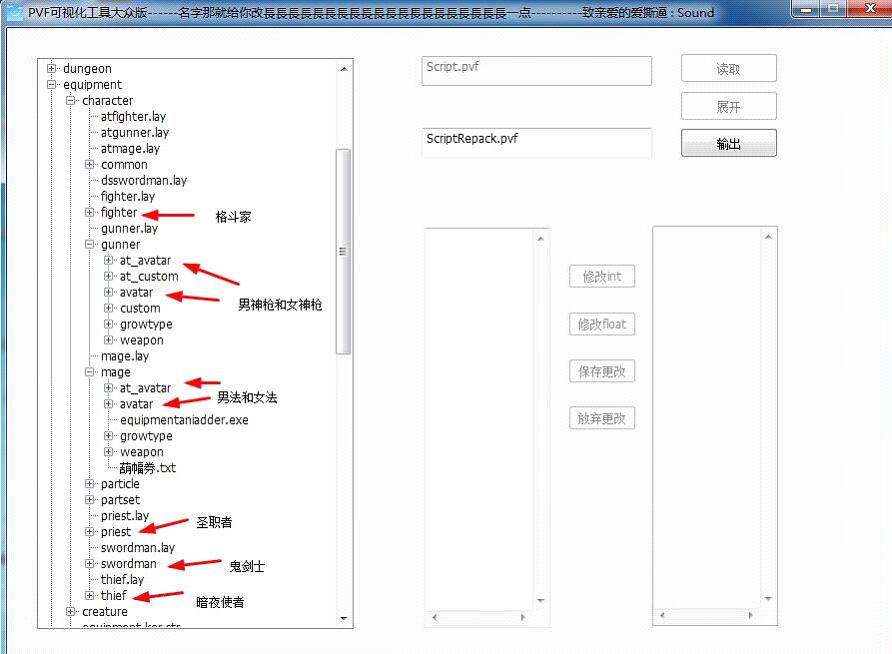 PVF可视化工具大众版------名字那就给你改長長長長長長長長長長長長長長長長長長長長長長一点----------致亲爱的爱撕逼 : Sound
dungeon
equipment
character
atfighter.lay
atgunner.lay
atmage.lay
common
dsswordman.lay
fighter.lay
fighter
格斗家
gunner.lay
gunner
at_avatar
at_custom
avatar
男神枪和女神枪
custom
growtype
weapon
mage.lay
mage
at_avatar
avatar
男法和女法
equipmentaniadder.exe
growtype
weapon
葫幅券.txt
particle
partset
priest.lay
priest
圣职者
swordman.lay
swordman
鬼剑士
thief.lay
thief
暗夜使者
creature
equipment.kor.str
Script.pvf
读取
展开
ScriptRepack.pvf
输出
修改int
修改float
保存更改
放弃更改